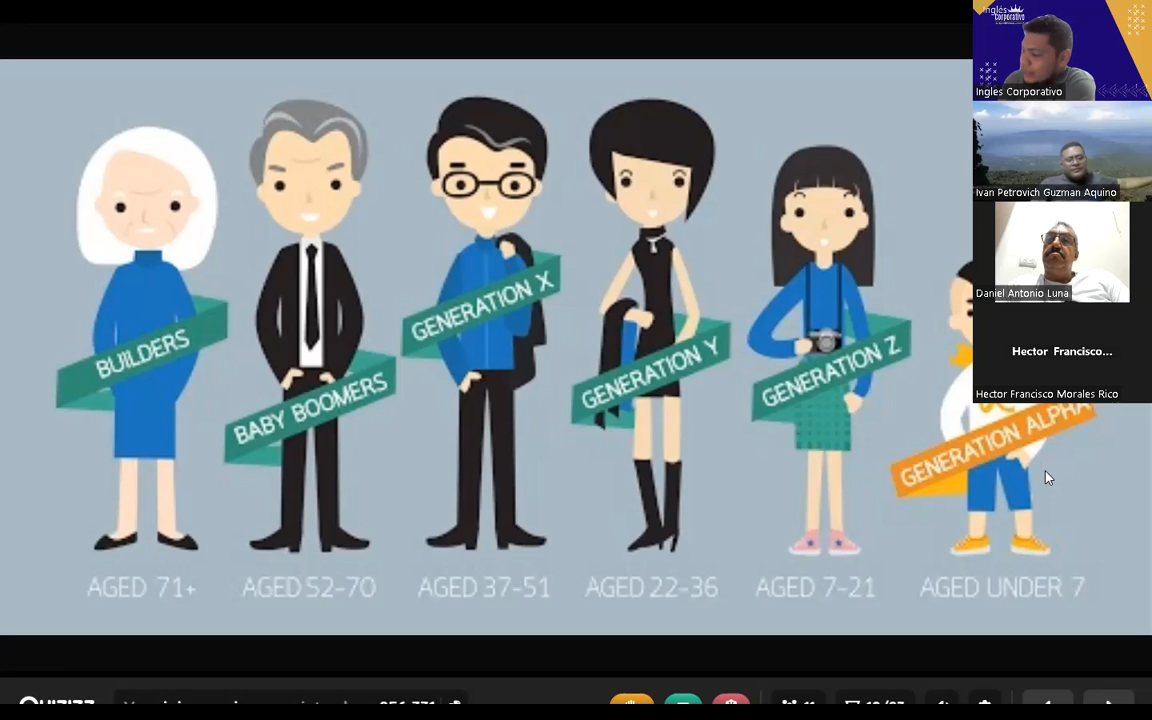 Inglés
Corporativo
Ingles Corporativo
Ivan Petrovich Guzman Aquino
Daniel Antonio Luna
Hector Francisco...
Hector Francisco Morales Rico
BUILDERS
BABY BOOMERS
GENERATION X
GENERATION Y
GENERATION Z
GENERATION ALPHA
AGED 71+
AGED 52-70
AGED 37-51
AGED 22-36
AGED 7-21
AGED UNDER 7